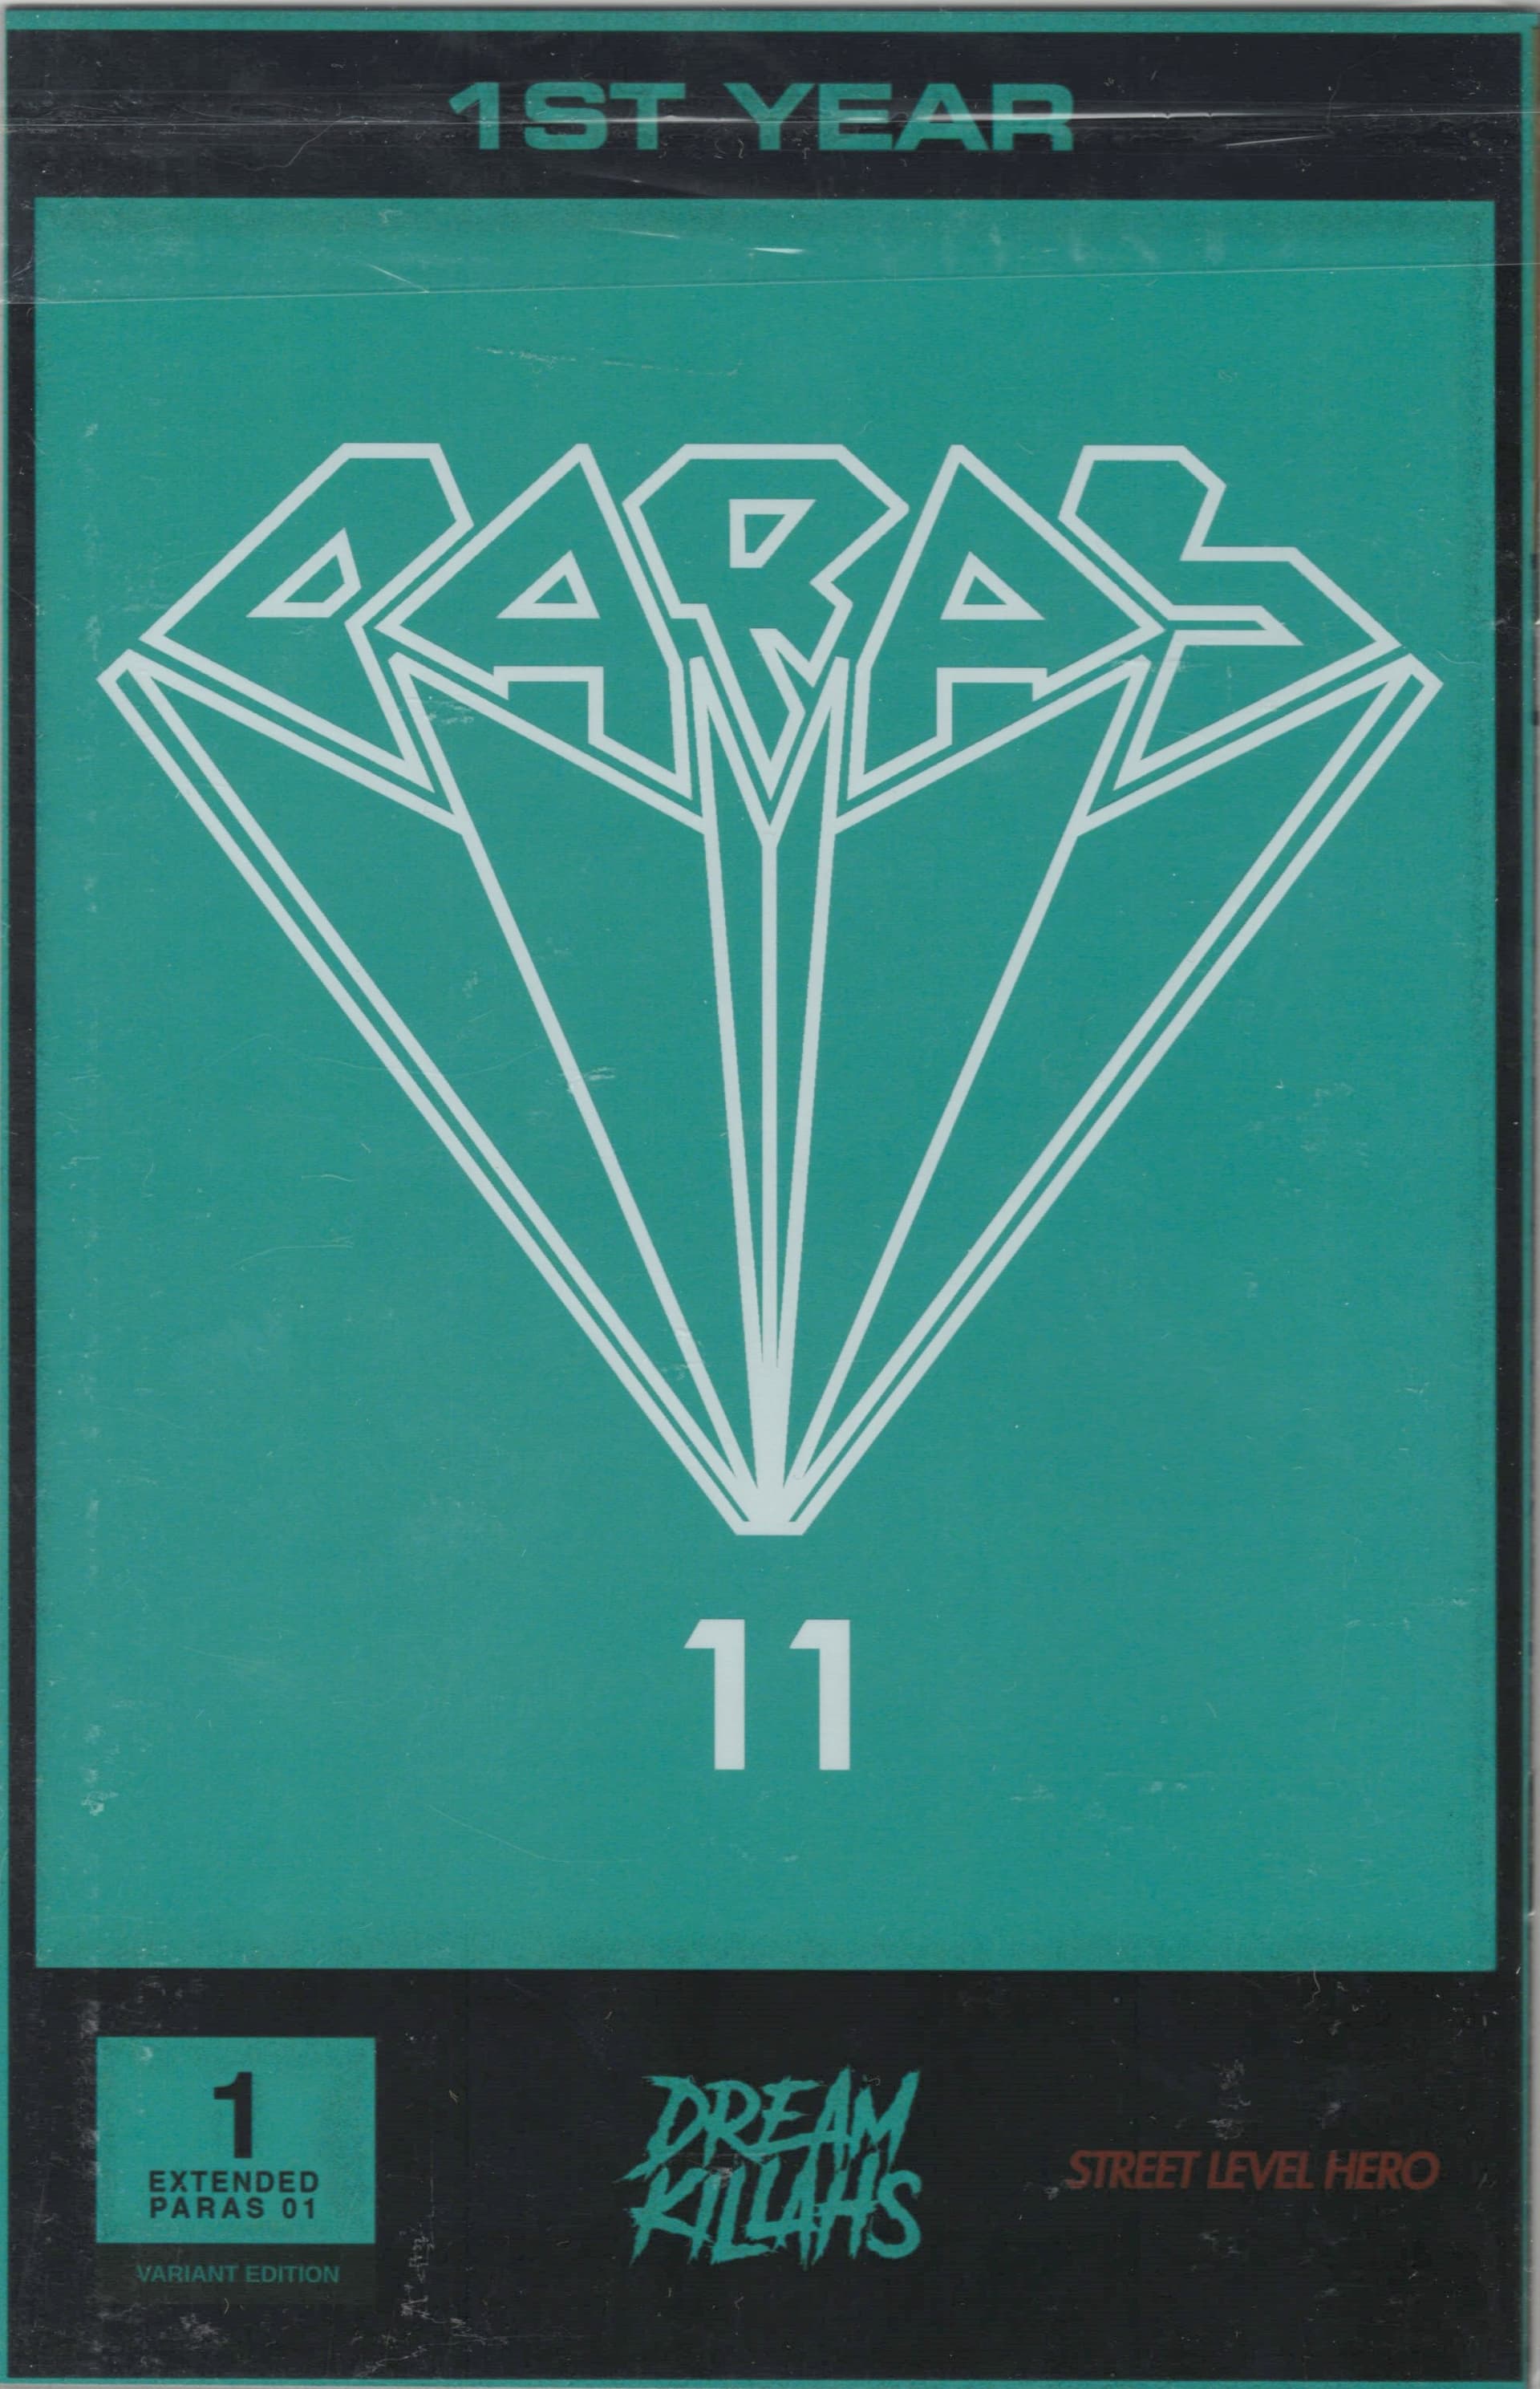 1ST YEAR
PARAS
11
1
EXTENDED
PARAS 01
VARIANT EDITION
DREAM
KILLAHS
STREET LEVEL HERO